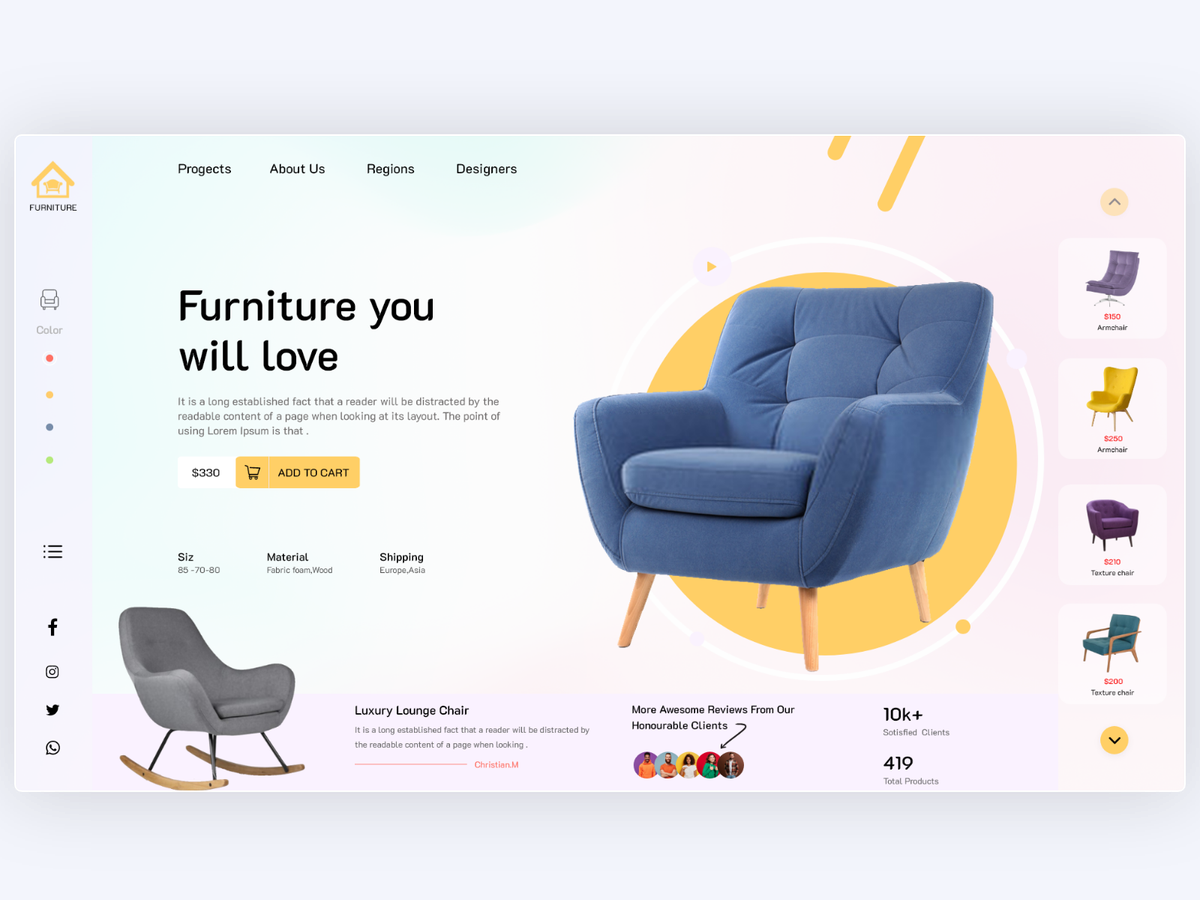 Progects
About Us
Regions
Designers
FURNITURE
Color
Furniture you
will love
It is a long established fact that a reader will be distracted by the
readable content of a page when looking at its layout. The point of
using Lorem Ipsum is that .
$330
ADD TO CART
Siz
85 -70-80
Material
Fabric foam,Wood
Shipping
Europe,Asia
$150
Armchair
$250
Armchair
$210
Texture chair
$200
Texture chair
Luxury Lounge Chair
It is a long established fact that a reader will be distracted by
the readable content of a page when looking .
Christian.M
More Awesome Reviews From Our
Honourable Clients
10k+
Sotisfied Clients
419
Total Products